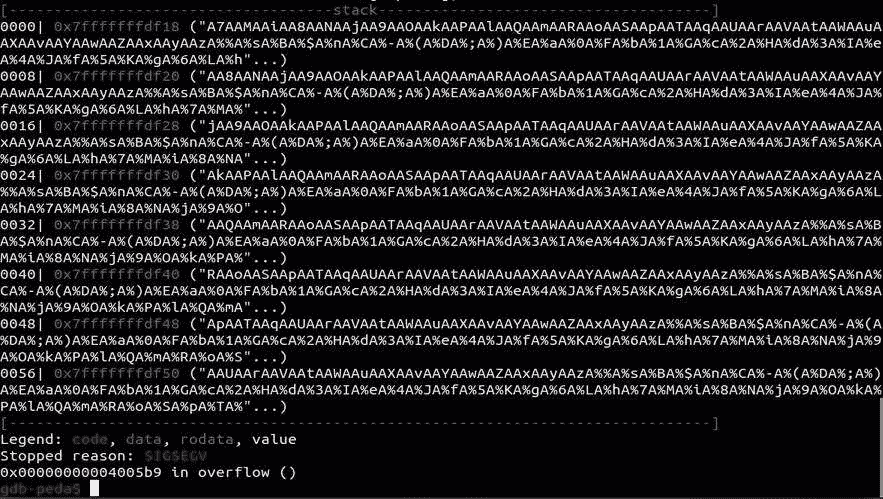 [------------------------------------stack-------------------------------------]
0000| 0x7fffffffdf18 ("A7AAMAAiAA8AANAAjAA9AAOAAkAAPAAlAAQAAmAARAAoAASAApAATAAqAAUAArAAVAAtAAWAAu
AAXAAvAAYAAwAAZAAxAAyAAzA%%A%sA%BA%$A%nA%CA%-A%(A%DA%;A%)A%EA%aA%0A%FA%bA%1A%GA%cA%2A%HA%dA%3A%IA%e
A%4A%JA%fA%5A%KA%gA%6A%LA%h"...)
0008| 0x7fffffffdf20 ("AA8AANAAjAA9AAOAAkAAPAAlAAQAAmAARAAoAASAApAATAAqAAUAArAAVAAtAAWAAuAAXAAvAAY
AAwAAZAAxAAyAAzA%%A%sA%BA%$A%nA%CA%-A%(A%DA%;A%)A%EA%aA%0A%FA%bA%1A%GA%cA%2A%HA%dA%3A%IA%eA%4A%JA%
fA%5A%KA%gA%6A%LA%hA%7A%MA%"...)
0016| 0x7fffffffdf28 ("jAA9AAOAAkAAPAAlAAQAAmAARAAoAASAApAATAAqAAUAArAAVAAtAAWAAuAAXAAvAAYAAwAAZAA
xAAyAAzA%%A%sA%BA%$A%nA%CA%-A%(A%DA%;A%)A%EA%aA%0A%FA%bA%1A%GA%cA%2A%HA%dA%3A%IA%eA%4A%JA%fA%5A%KA
%gA%6A%LA%hA%7A%MA%iA%8A%NA"...)
0024| 0x7fffffffdf30 ("AkAAPAAlAAQAAmAARAAoAASAApAATAAqAAUAArAAVAAtAAWAAuAAXAAvAAYAAwAAZAAxAAyAAzA
%%A%sA%BA%$A%nA%CA%-A%(A%DA%;A%)A%EA%aA%0A%FA%bA%1A%GA%cA%2A%HA%dA%3A%IA%eA%4A%JA%fA%5A%KA%gA%6A%L
A%hA%7A%MA%iA%8A%NA%jA%9A%O"...)
0032| 0x7fffffffdf38 ("AAQAAmAARAAoAASAApAATAAqAAUAArAAVAAtAAWAAuAAXAAvAAYAAwAAZAAxAAyAAzA%%A%sA%B
A%$A%nA%CA%-A%(A%DA%;A%)A%EA%aA%0A%FA%bA%1A%GA%cA%2A%HA%dA%3A%IA%eA%4A%JA%fA%5A%KA%gA%6A%LA%hA%7A%
MA%iA%8A%NA%jA%9A%OA%kA%PA%"...)
0040| 0x7fffffffdf40 ("RAAoAASAApAATAAqAAUAArAAVAAtAAWAAuAAXAAvAAYAAwAAZAAxAAyAAzA%%A%sA%BA%$A%nA%
CA%-A%(A%DA%;A%)A%EA%aA%0A%FA%bA%1A%GA%cA%2A%HA%dA%3A%IA%eA%4A%JA%fA%5A%KA%gA%6A%LA%hA%7A%MA%iA%8A
%NA%jA%9A%OA%kA%PA%lA%QA%mA"...)
0048| 0x7fffffffdf48 ("ApAATAAqAAUAArAAVAAtAAWAAuAAXAAvAAYAAwAAZAAxAAyAAzA%%A%sA%BA%$A%nA%CA%-A%(A
%DA%;A%)A%EA%aA%0A%FA%bA%1A%GA%cA%2A%HA%dA%3A%IA%eA%4A%JA%fA%5A%KA%gA%6A%LA%hA%7A%MA%iA%8A%NA%jA%9
A%OA%kA%PA%lA%QA%mA%RA%oA%S"...)
0056| 0x7fffffffdf50 ("AAUAArAAVAAtAAWAAuAAXAAvAAYAAwAAZAAxAAyAAzA%%A%sA%BA%$A%nA%CA%-A%(A%DA%;A%)
A%EA%aA%0A%FA%bA%1A%GA%cA%2A%HA%dA%3A%IA%eA%4A%JA%fA%5A%KA%gA%6A%LA%hA%7A%MA%iA%8A%NA%jA%9A%OA%kA%
PA%lA%QA%mA%RA%oA%SA%pA%TA%"...)
[------------------------------------------------------------------------------]
Legend: code, data, rodata, value
Stopped reason: SIGSEGV
0x00000000004005b9 in overflow ()
gdb-peda$